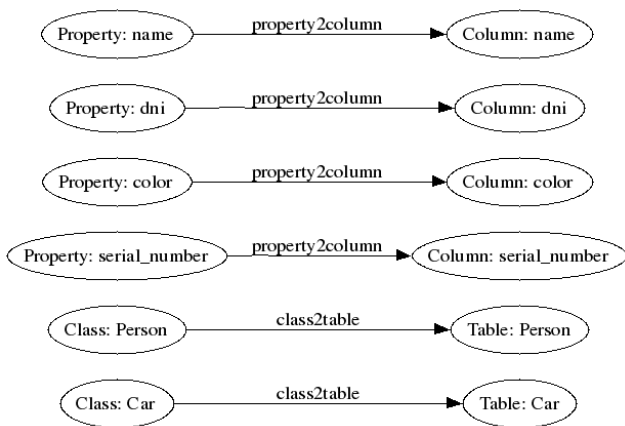 Property: name property2column Column: name
Property: dni property2column Column: dni
Property: color property2column Column: color
Property: serial_number property2column Column: serial_number
Class: Person class2table Table: Person
Class: Car class2table Table: Car